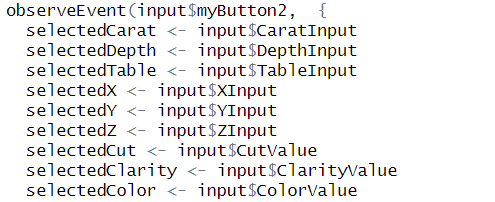 observeEvent(input$myButton2,  {
  selectedCarat <- input$CaratInput
  selectedDepth <- input$DepthInput
  selectedTable <- input$TableInput
  selectedX <- input$XInput
  selectedY <- input$YInput
  selectedZ <- input$ZInput
  selectedCut <- input$CutValue
  selectedClarity <- input$ClarityValue
  selectedColor <- input$ColorValue